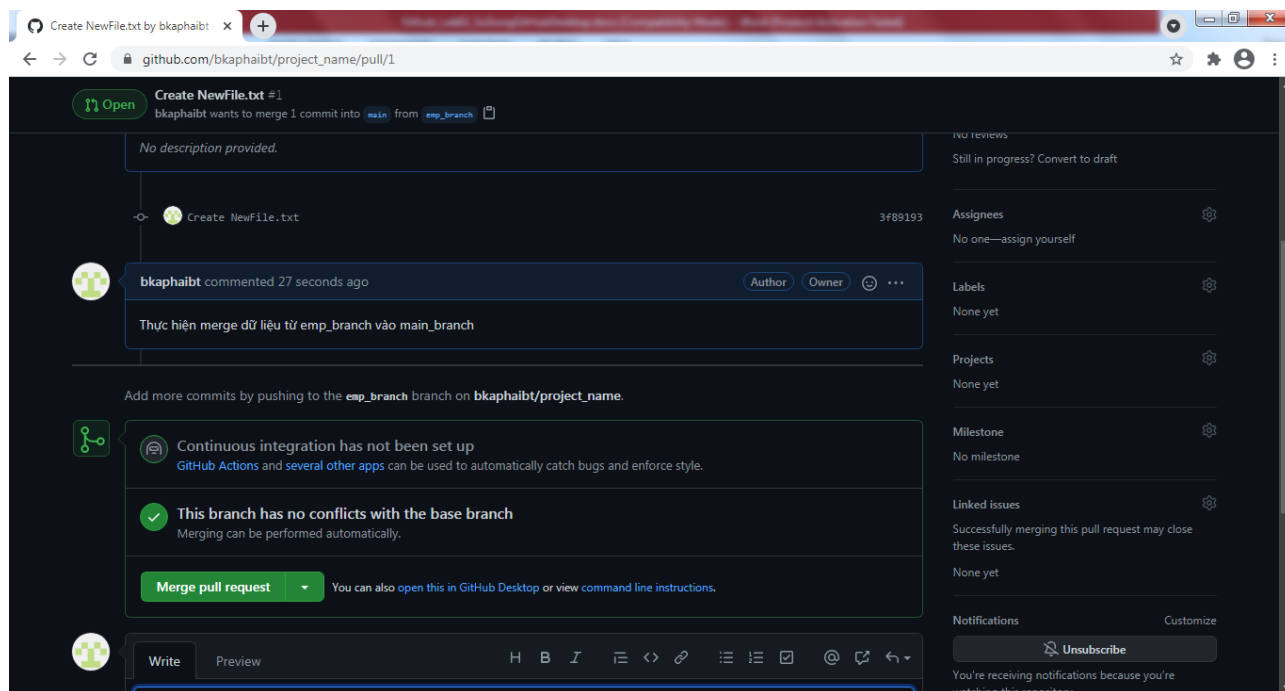 Create NewFile.txt by bkaphaibt
github.com/bkaphaibt/project_name/pull/1
Open
Create NewFile.txt #1
bkaphaibt wants to merge 1 commit into main from emp_branch
No description provided.
Create NewFile.txt 3f89193
bkaphaibt commented 27 seconds ago Author Owner
Thực hiện merge dữ liệu từ emp_branch vào main_branch
Add more commits by pushing to the emp_branch branch on bkaphaibt/project_name.
Continuous integration has not been set up
GitHub Actions and several other apps can be used to automatically catch bugs and enforce style.
This branch has no conflicts with the base branch
Merging can be performed automatically.
Merge pull request You can also open this in GitHub Desktop or view command line instructions.
Write Preview H B I
No reviews
Still in progress? Convert to draft
Assignees
No one—assign yourself
Labels
None yet
Projects
None yet
Milestone
No milestone
Linked issues
Successfully merging this pull request may close
these issues.
None yet
Notifications Customize
Unsubscribe
You're receiving notifications because you're
watching this repository.